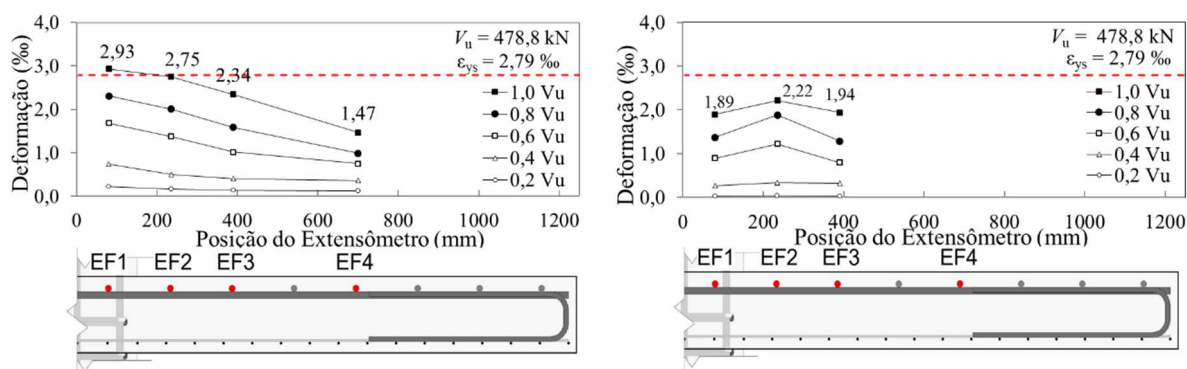 4,0
3,0
2,0
1,0
0,0
Deformação (‰)
2,93
2,75
2,34
1,47
Vu = 478,8 kN
εys = 2,79 ‰
1,0 Vu
0,8 Vu
0,6 Vu
0,4 Vu
0,2 Vu
0 200 400 600 800 1000 1200
Posição do Extensômetro (mm)
EF1 EF2 EF3 EF4
4,0
3,0
2,0
1,0
0,0
Deformação (‰)
1,89
2,22
1,94
Vu = 478,8 kN
εys = 2,79 ‰
1,0 Vu
0,8 Vu
0,6 Vu
0,4 Vu
0,2 Vu
0 200 400 600 800 1000 1200
Posição do Extensômetro (mm)
EF1 EF2 EF3 EF4